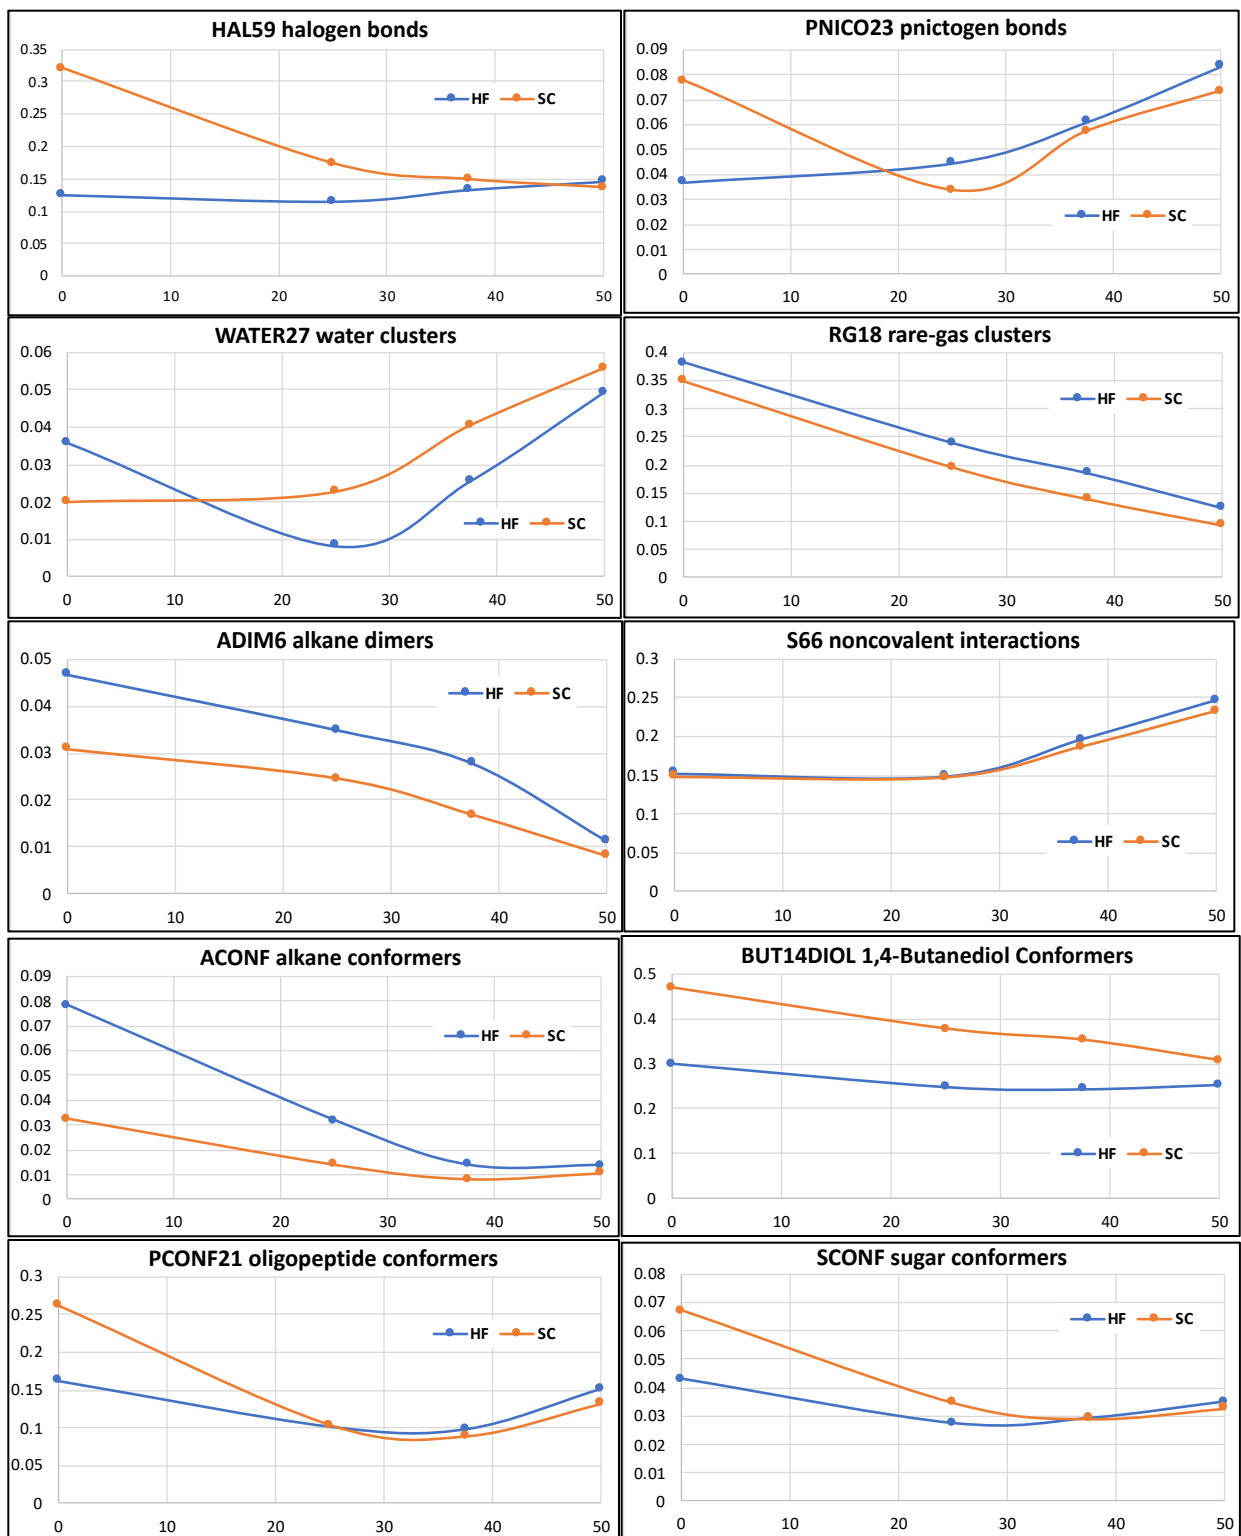 HAL59 halogen bonds
0.35
0.3
0.25
0.2
0.15
0.1
0.05
0
HF SC
0 10 20 30 40 50
PNICO23 pnictogen bonds
0.09
0.08
0.07
0.06
0.05
0.04
0.03
0.02
0.01
0
HF SC
0 10 20 30 40 50
WATER27 water clusters
0.06
0.05
0.04
0.03
0.02
0.01
0
HF SC
0 10 20 30 40 50
RG18 rare-gas clusters
0.4
0.35
0.3
0.25
0.2
0.15
0.1
0.05
0
HF SC
0 10 20 30 40 50
ADIM6 alkane dimers
0.05
0.04
0.03
0.02
0.01
0
HF SC
0 10 20 30 40 50
S66 noncovalent interactions
0.3
0.25
0.2
0.15
0.1
0.05
0
HF SC
0 10 20 30 40 50
ACONF alkane conformers
0.09
0.08
0.07
0.06
0.05
0.04
0.03
0.02
0.01
0
HF SC
0 10 20 30 40 50
BUT14DIOL 1,4-Butanediol Conformers
0.5
0.4
0.3
0.2
0.1
0
HF SC
0 10 20 30 40 50
PCONF21 oligopeptide conformers
0.3
0.25
0.2
0.15
0.1
0.05
0
HF SC
0 10 20 30 40 50
SCONF sugar conformers
0.08
0.07
0.06
0.05
0.04
0.03
0.02
0.01
0
HF SC
0 10 20 30 40 50